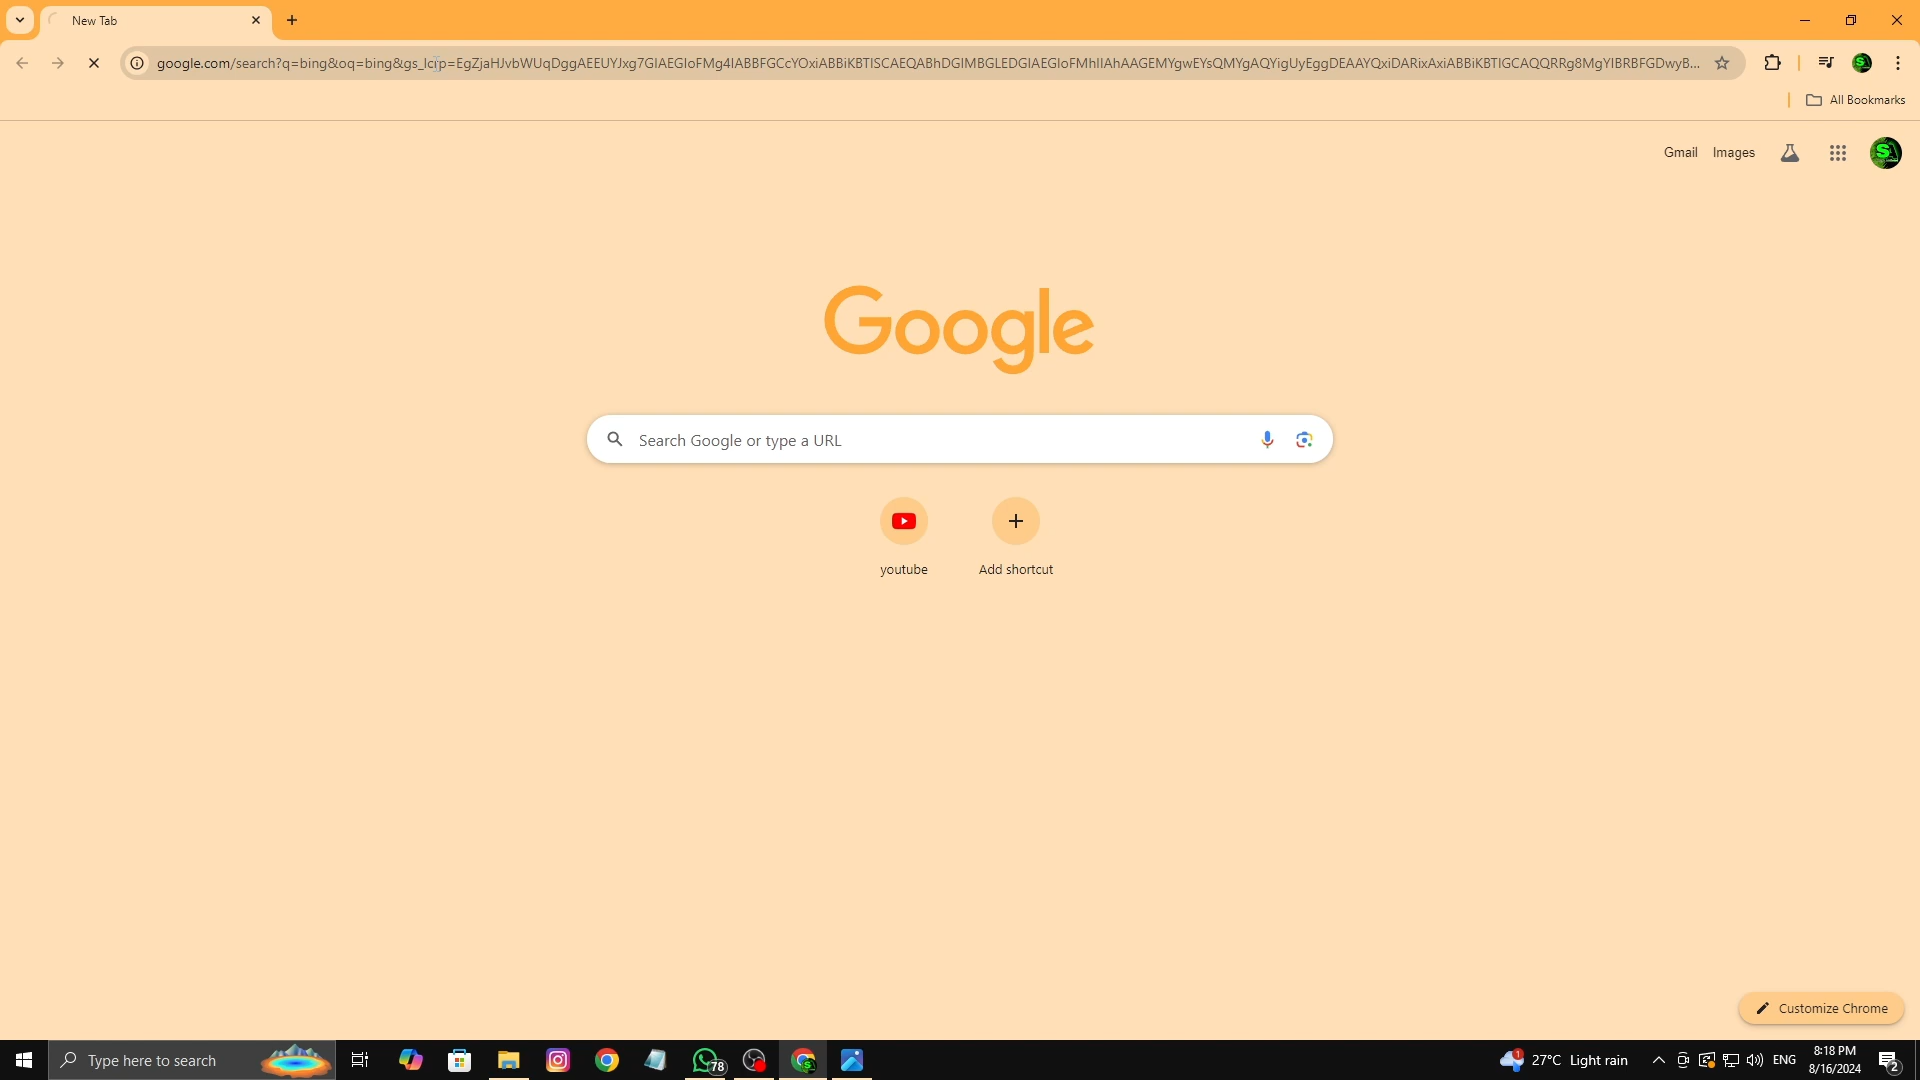 New Tab
google.com/search?q=bing&oq=bing&gs_lcrp=
All Bookmarks
Gmail
Images
Google
Search Google or type a URL
youtube
Add shortcut
Customize Chrome
Type here to search
78
1
27°C Light rain
ENG
8:18 PM
8/16/2024
2